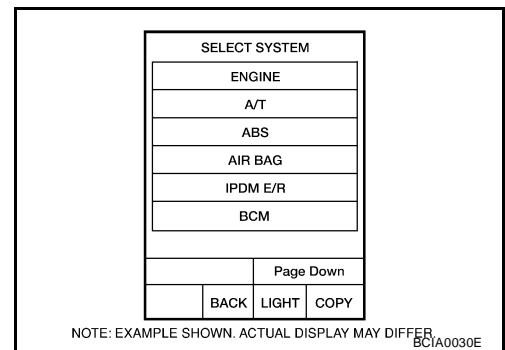 SELECT SYSTEM
ENGINE
A/T
ABS
AIR BAG
IPDM E/R
BCM
Page Down
BACK LIGHT COPY
NOTE: EXAMPLE SHOWN. ACTUAL DISPLAY MAY DIFFER.
BCIA0030E